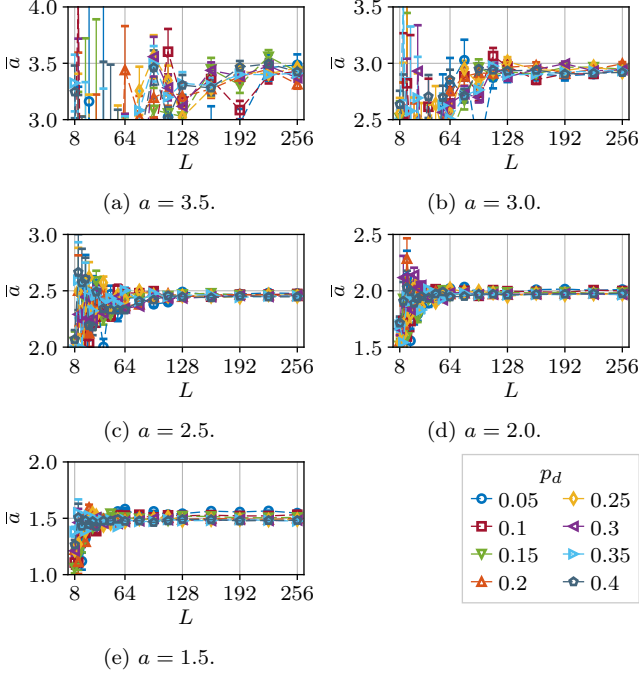 4.0 4.0
3.5 3.5
3.0 3.0
2.5
a a
8 64 128 192 256 8 64 128 192 256
L L
(a) a = 3.5. (b) a = 3.0.
3.0 2.5
2.5 2.0
2.0 1.5
a a
8 64 128 192 256 8 64 128 192 256
L L
(c) a = 2.5. (d) a = 2.0.
2.0
1.5
1.0
a
8 64 128 192 256
L
(e) a = 1.5.
p_d
0.05 0.25
0.1 0.3
0.15 0.35
0.2 0.4